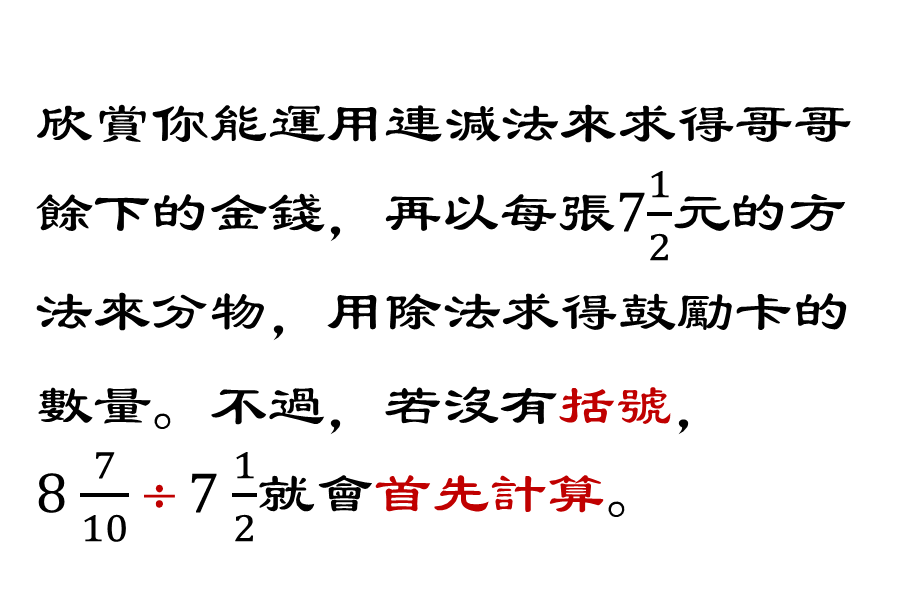 欣賞你能運用連減法來求得哥哥
餘下的金錢，再以每張7 1/2元的方
法來分物，用除法求得鼓勵卡的
數量。不過，若沒有括號，
8 7/10 ÷ 7 1/2就會首先計算。